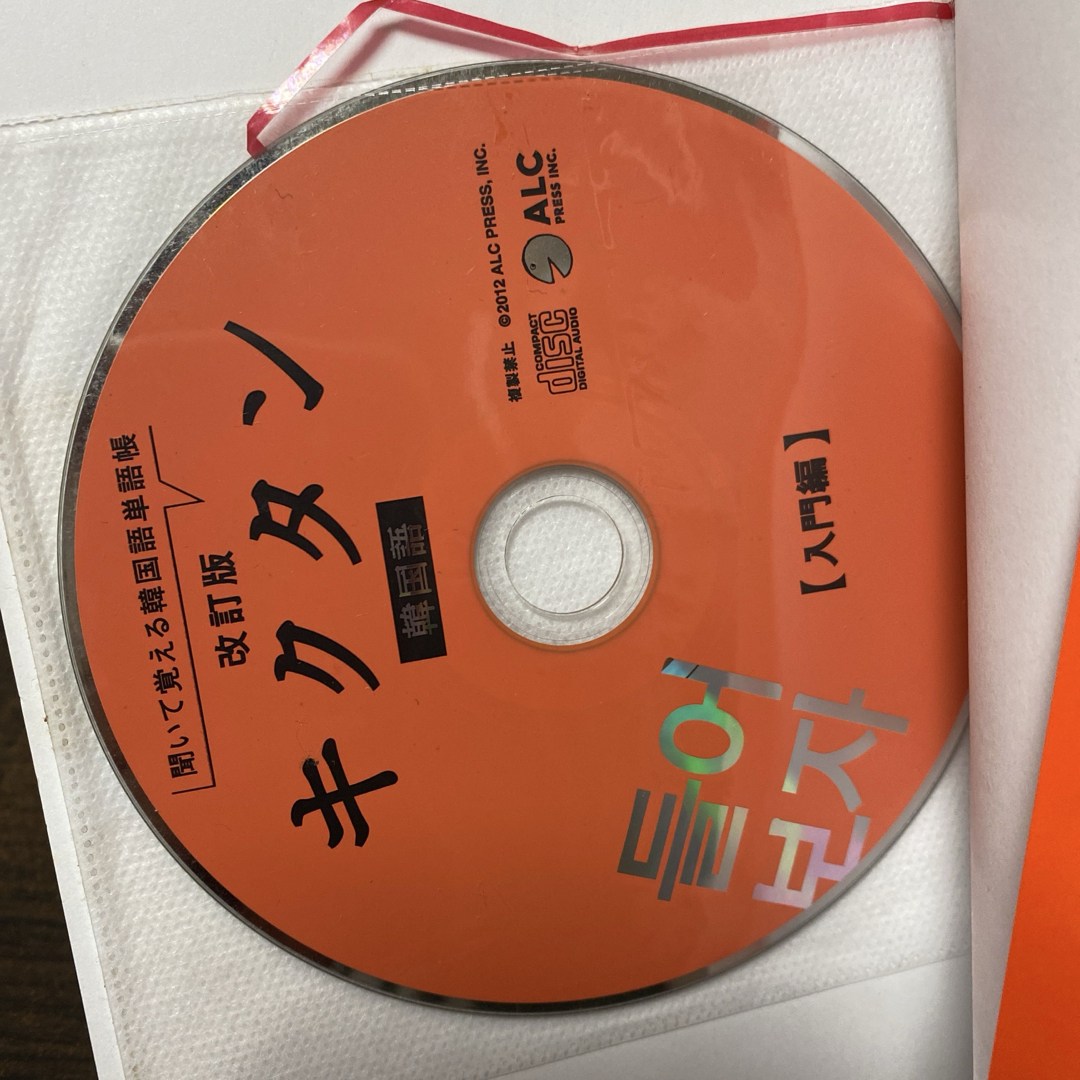 聞いて覚える韓国語単語帳
改訂版
キクタン
韓国語
複製禁止 ©2012 ALC PRESS, INC.
COMPACT
disc
DIGITAL AUDIO
ALC
PRESS INC.
【入門編】
들어
보자